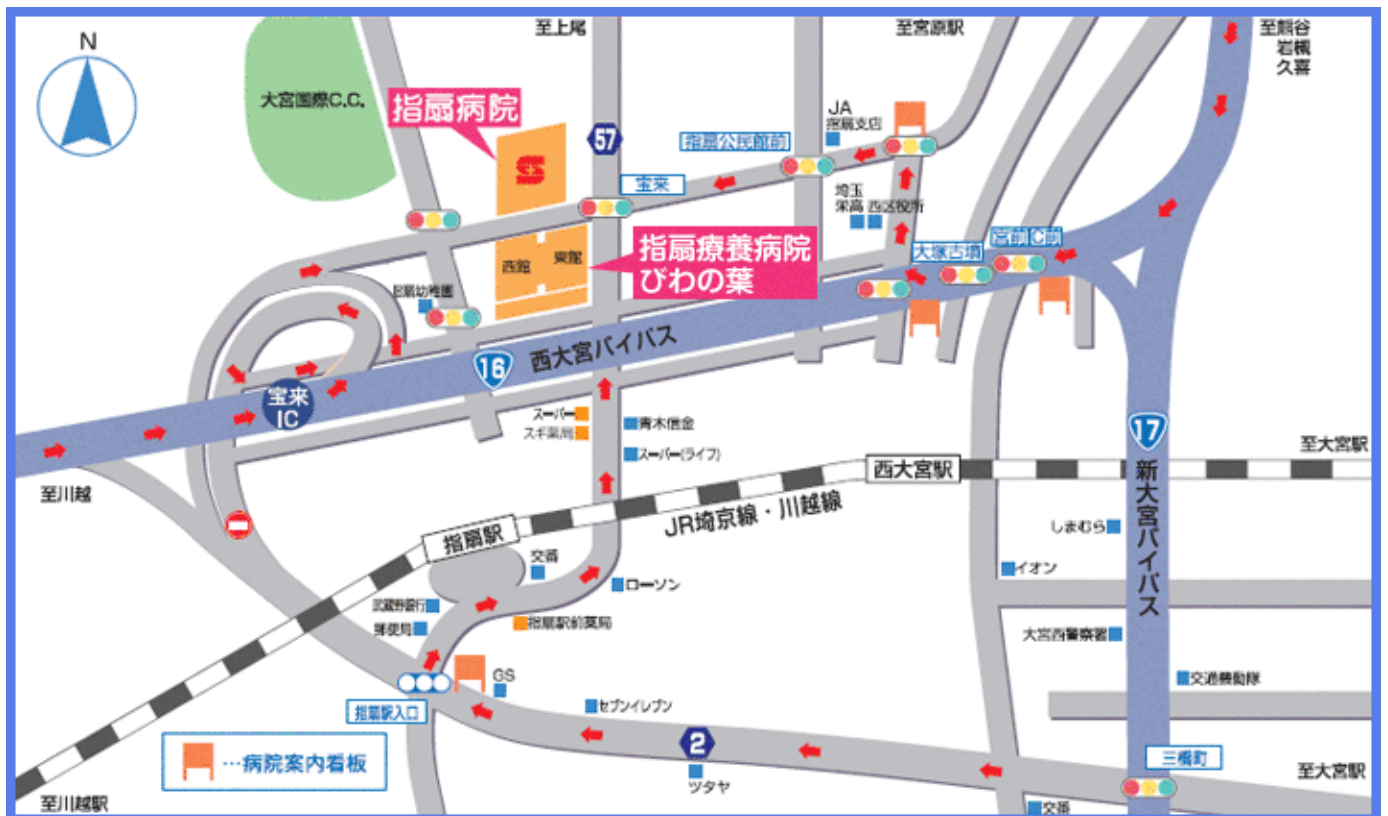 N
至上尾
至宮原駅
至熊谷
岩槻
久喜
大宮国際C.C.
指扇病院
JA
指扇支店
57
指扇公民館前
宝来
S
埼玉
栄高
西区役所
指扇療養病院
びわの葉
西館
東館
大塚古墳
宮前IC前
指扇幼稚園
西大宮バイパス
16
宝来
IC
スーパー
スギ薬局
青木信金
スーパー(ライフ)
17
新大宮バイパス
至大宮駅
西大宮駅
至川越
JR埼京線・川越線
指扇駅
しまむら
交番
イオン
ローソン
武蔵野銀行
郵便局
指扇駅前薬局
大宮西警察署
GS
交通機動隊
セブンイレブン
指扇駅入口
2
三橋町
…病院案内看板
ツタヤ
至大宮駅
至川越駅
交番